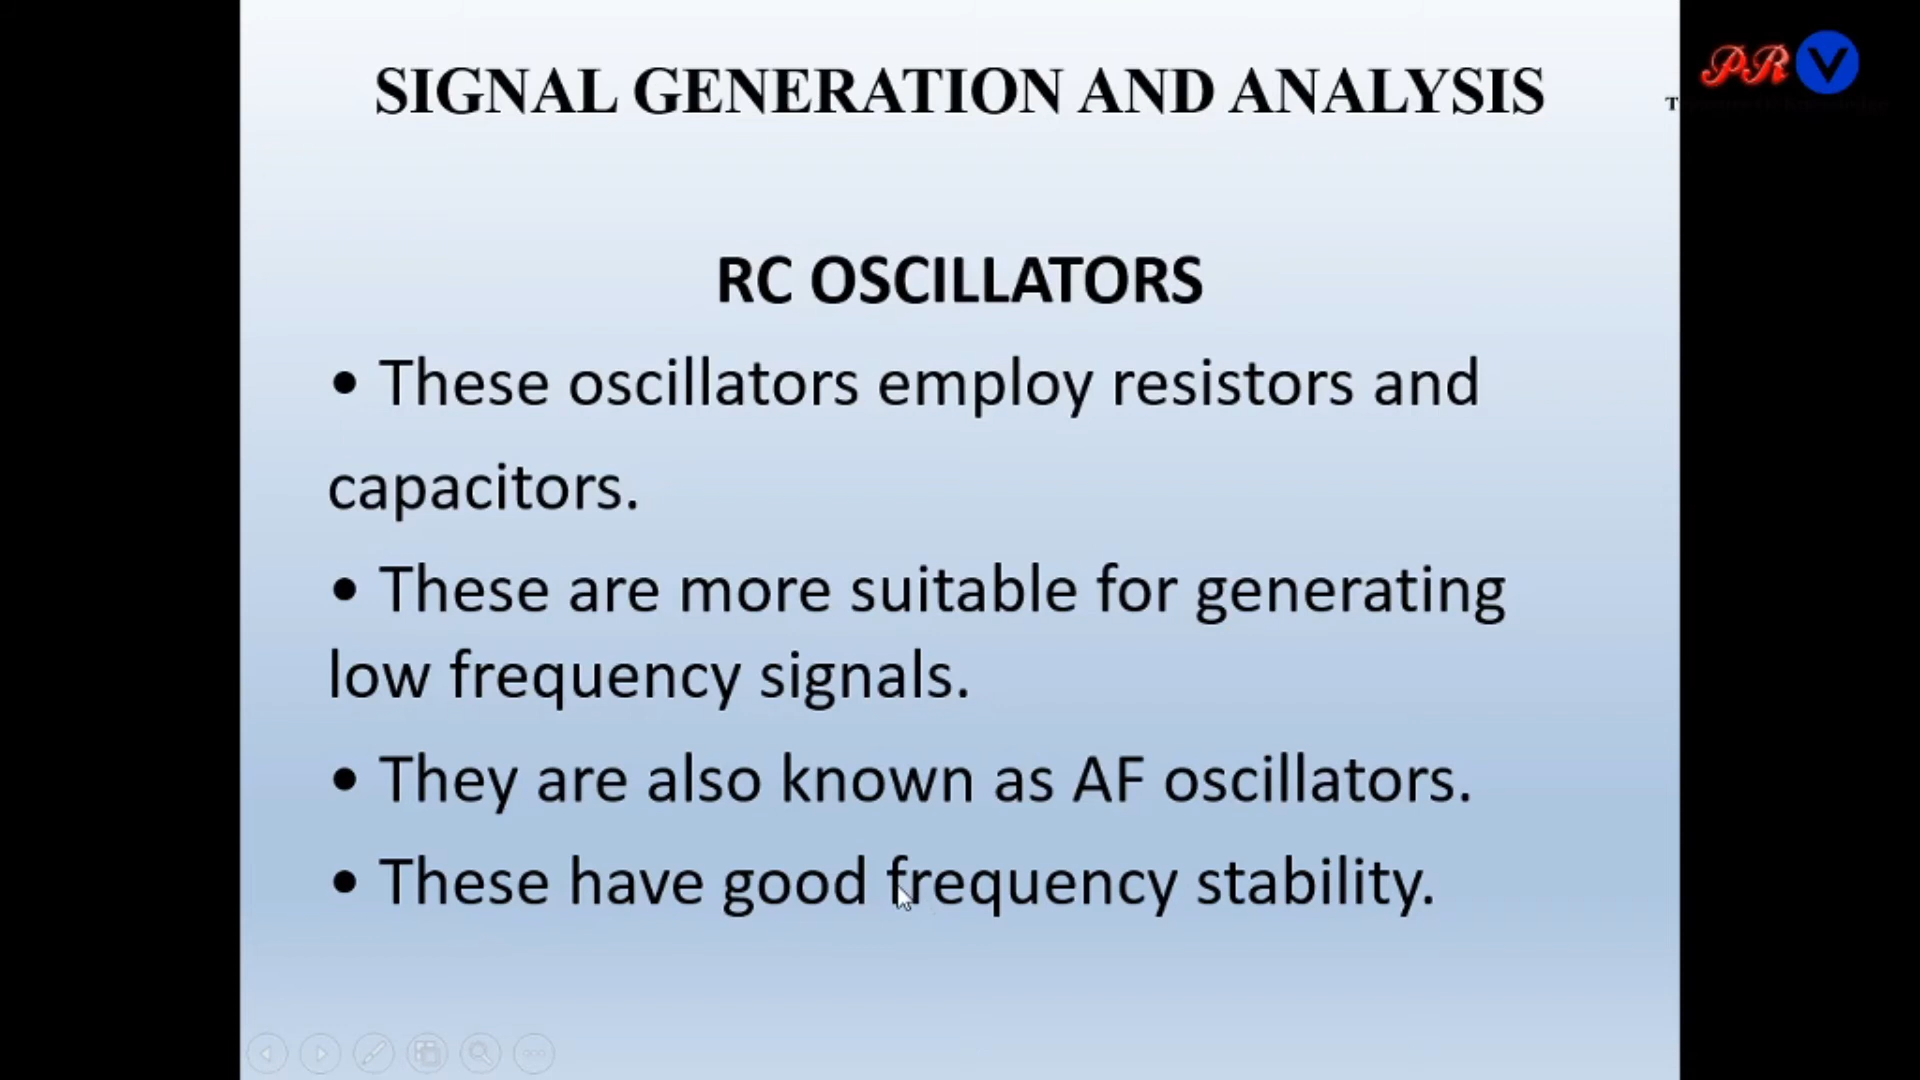 SIGNAL GENERATION AND ANALYSIS
PR V
RC OSCILLATORS
• These oscillators employ resistors and
capacitors.
• These are more suitable for generating
low frequency signals.
• They are also known as AF oscillators.
• These have good frequency stability.